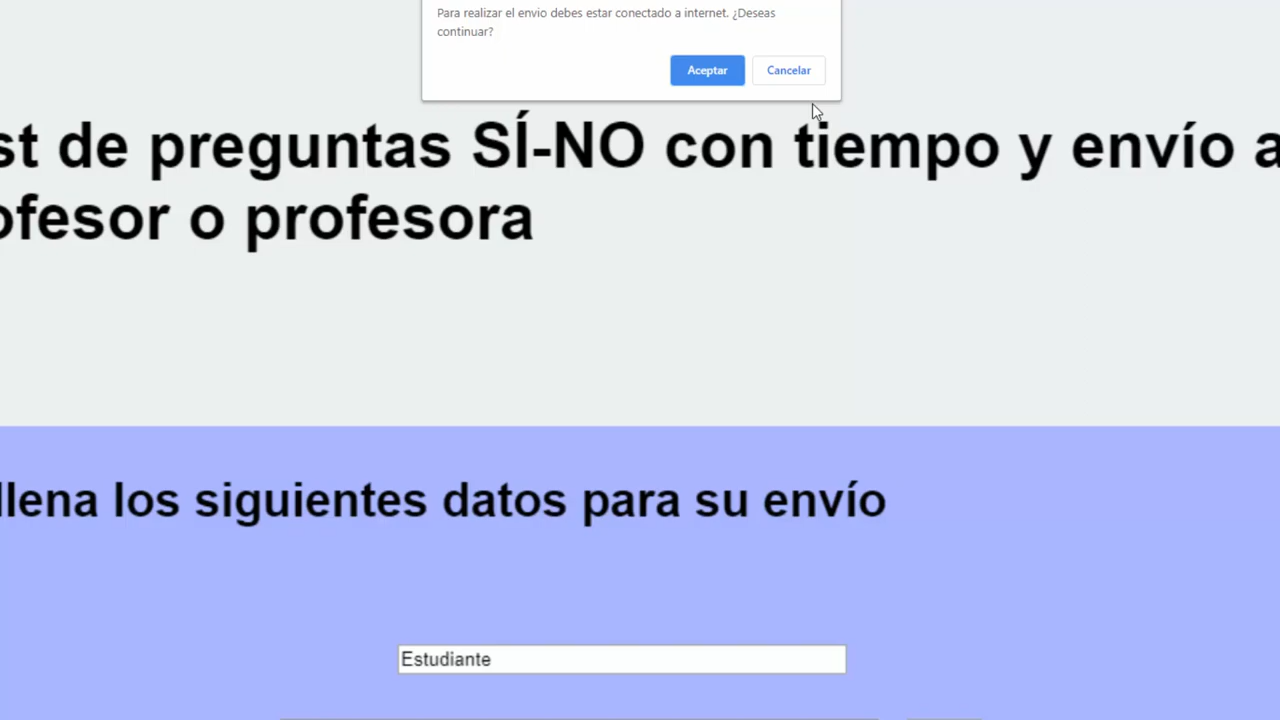 Para realizar el envio debes estar conectado a internet. ¿Deseas
continuar?
Aceptar Cancelar
st de preguntas SÍ-NO con tiempo y envío a
ofesor o profesora
llena los siguientes datos para su envío
Estudiante